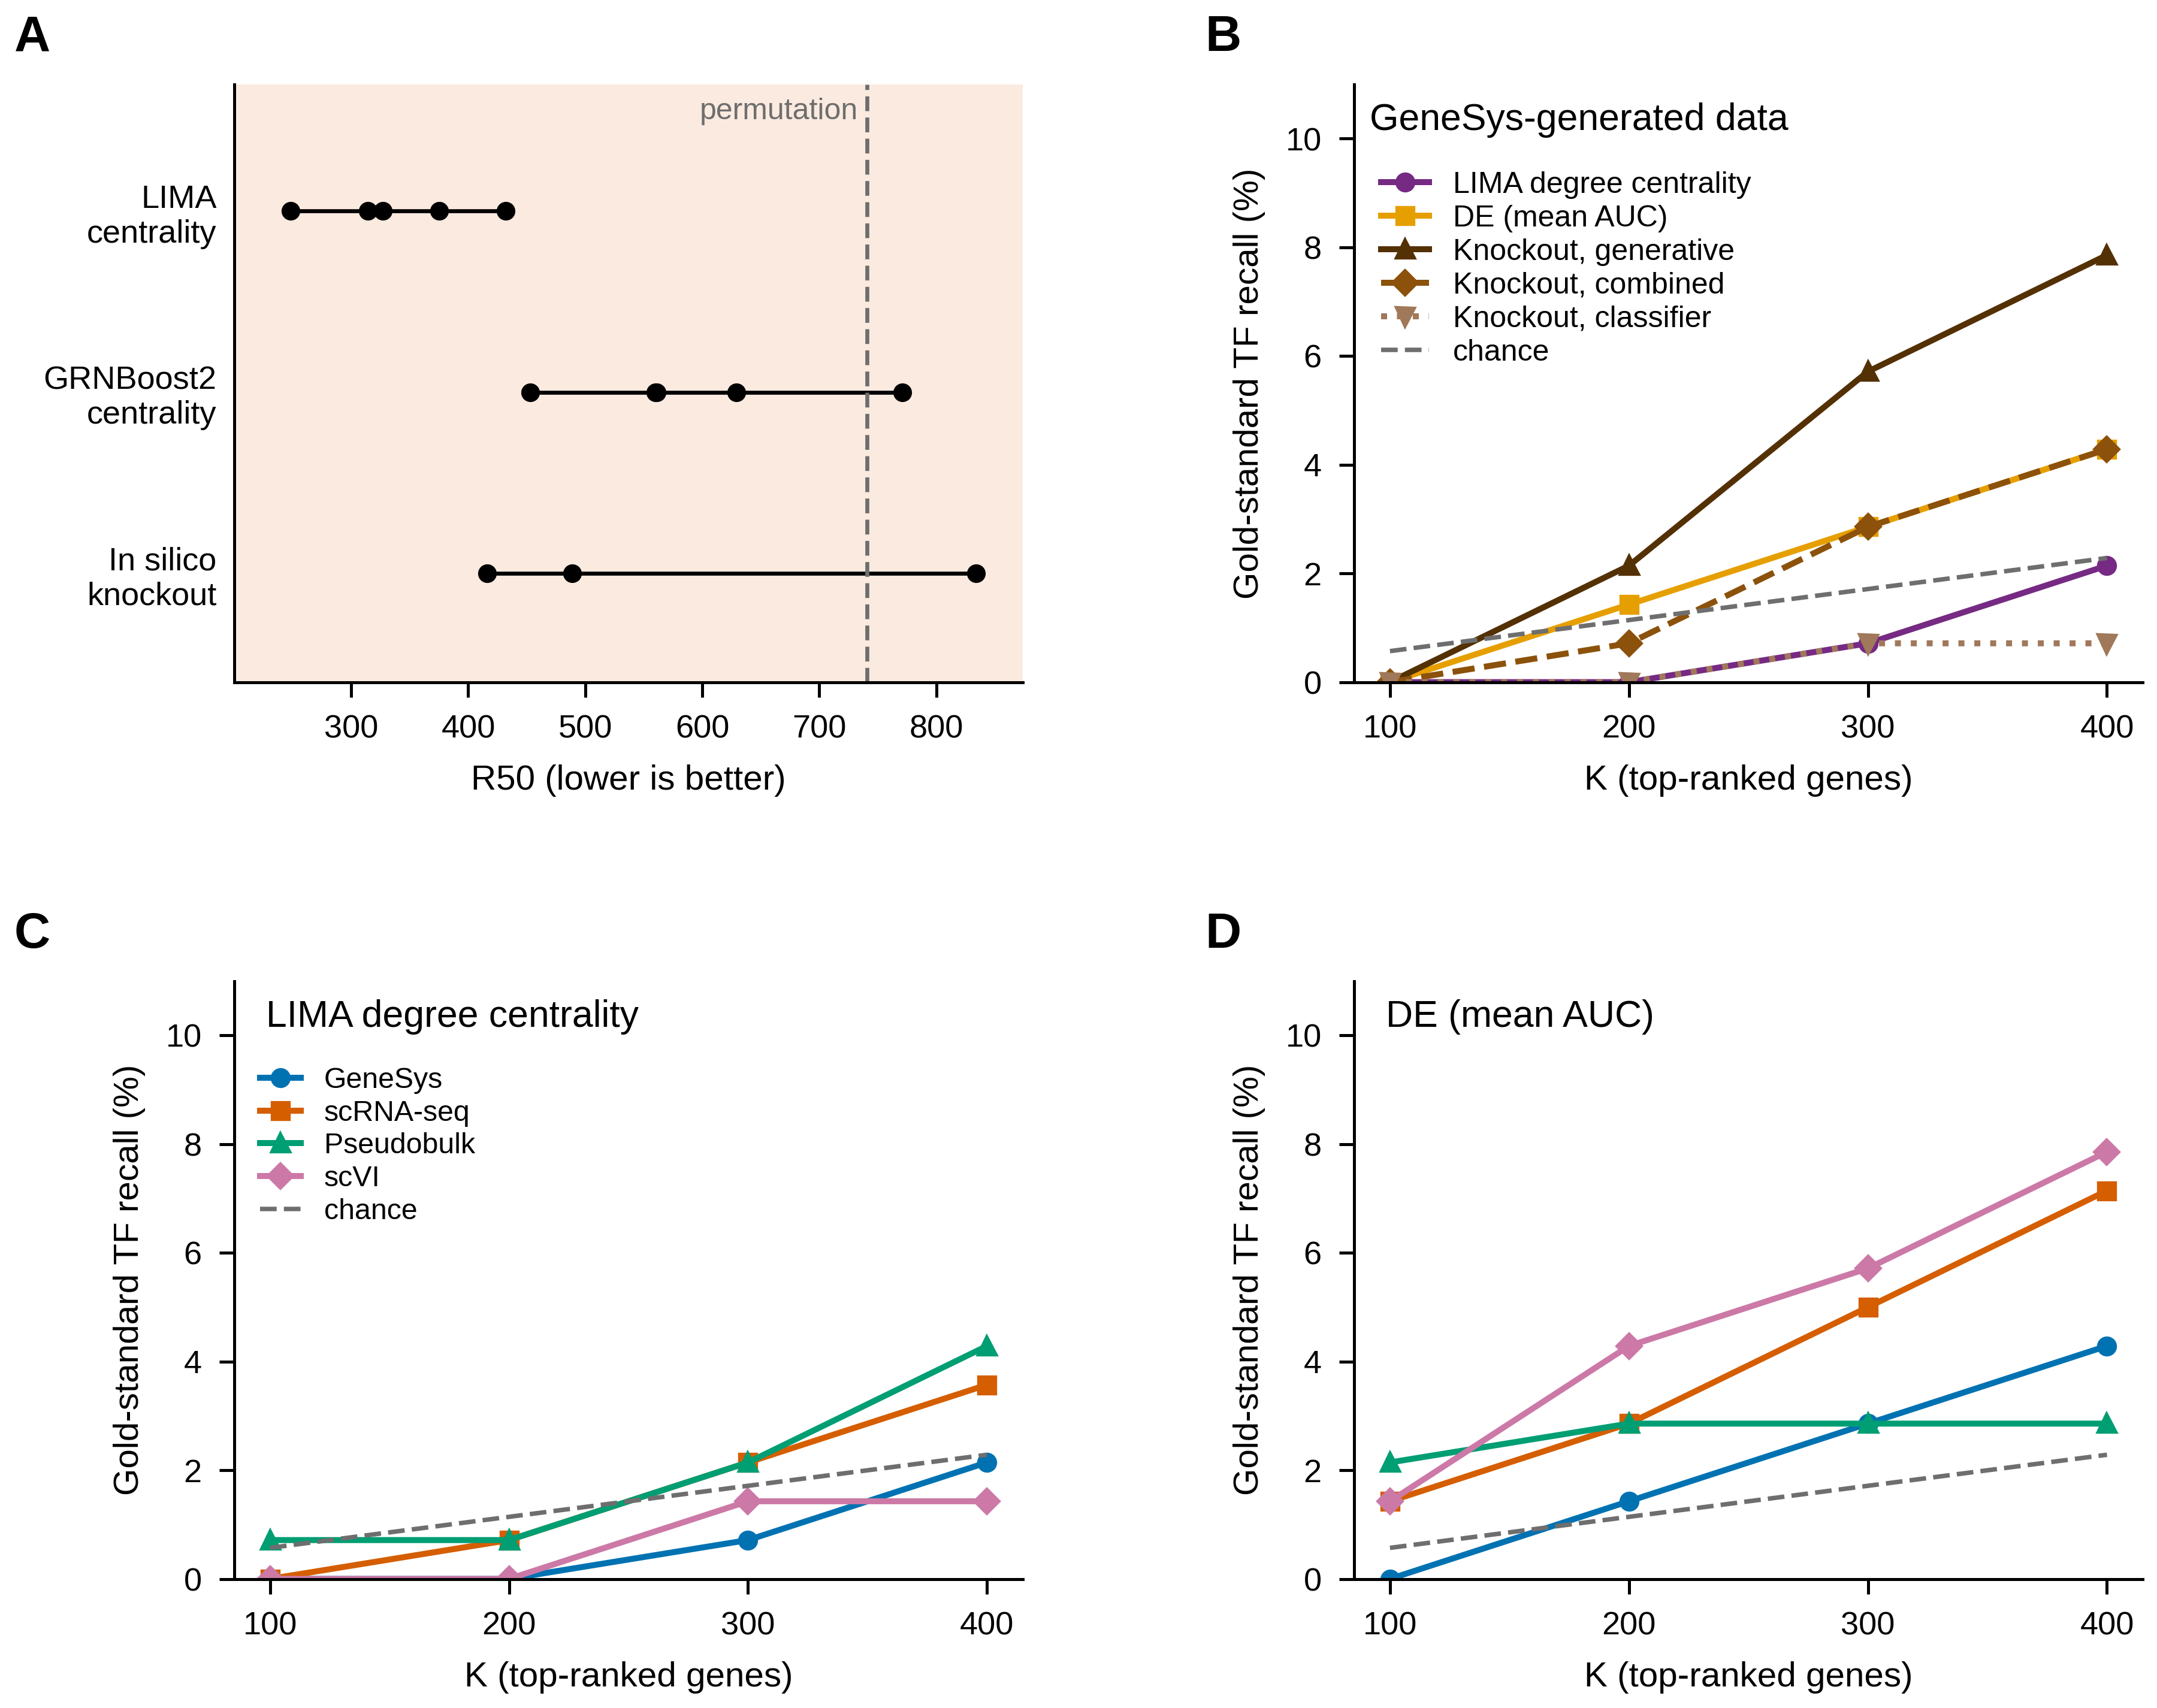 A
permutation
LIMA
centrality
GRNBoost2
centrality
In silico
knockout
300 400 500 600 700 800
R50 (lower is better)
B
GeneSys-generated data
LIMA degree centrality
DE (mean AUC)
Knockout, generative
Knockout, combined
Knockout, classifier
chance
Gold-standard TF recall (%)
10
8
6
4
2
0
100 200 300 400
K (top-ranked genes)
C
LIMA degree centrality
GeneSys
scRNA-seq
Pseudobulk
scVI
chance
Gold-standard TF recall (%)
10
8
6
4
2
0
100 200 300 400
K (top-ranked genes)
D
DE (mean AUC)
Gold-standard TF recall (%)
10
8
6
4
2
0
100 200 300 400
K (top-ranked genes)